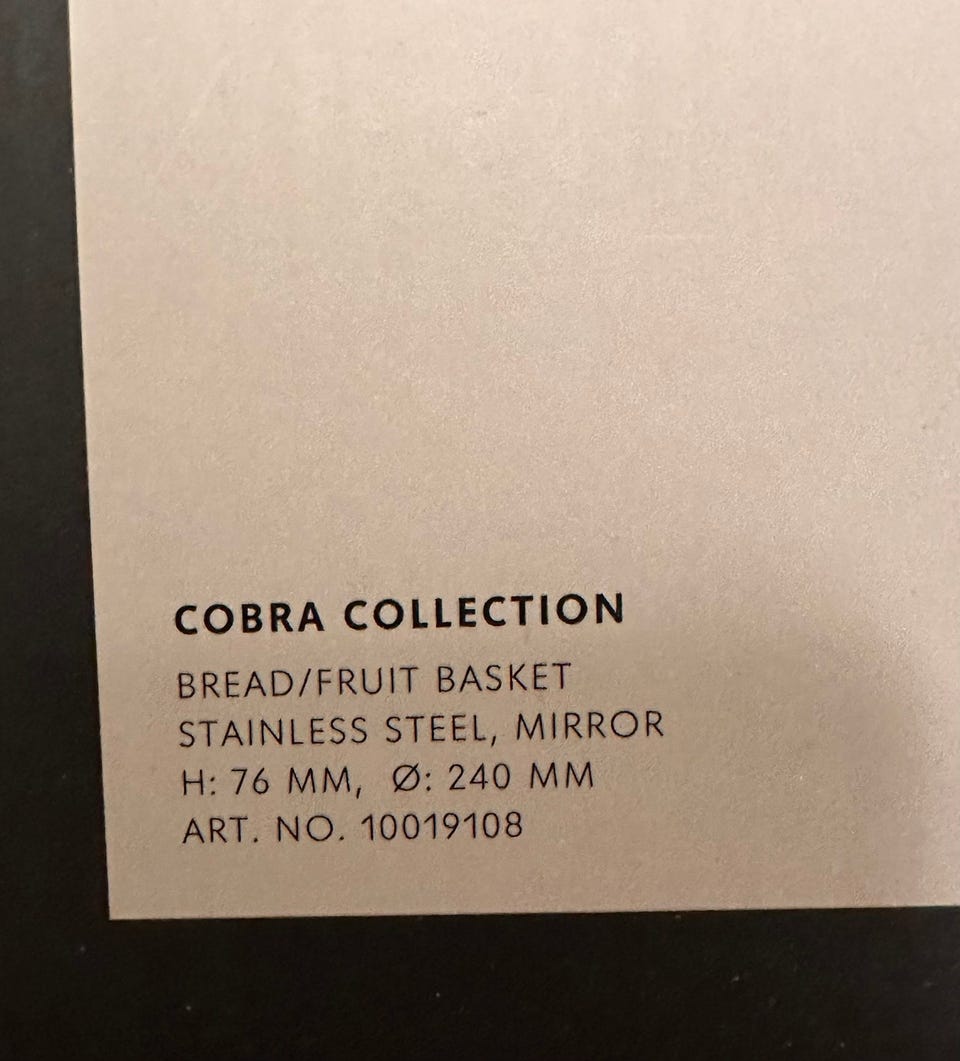 COBRA COLLECTION
BREAD/FRUIT BASKET
STAINLESS STEEL, MIRROR
H: 76 MM, Ø: 240 MM
ART. NO. 10019108